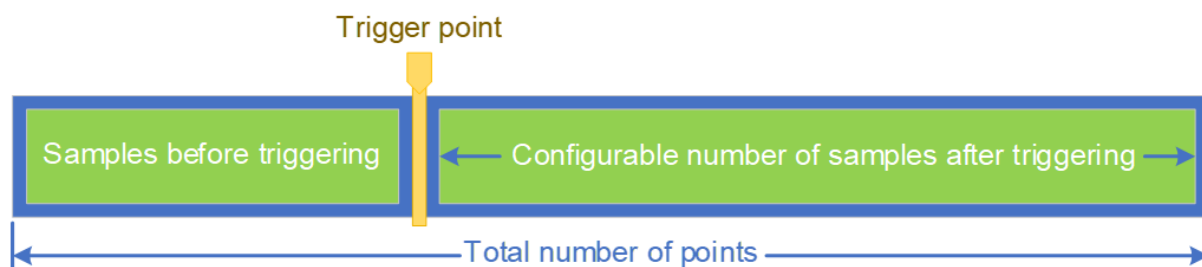 Trigger point
Samples before triggering
Configurable number of samples after triggering
Total number of points